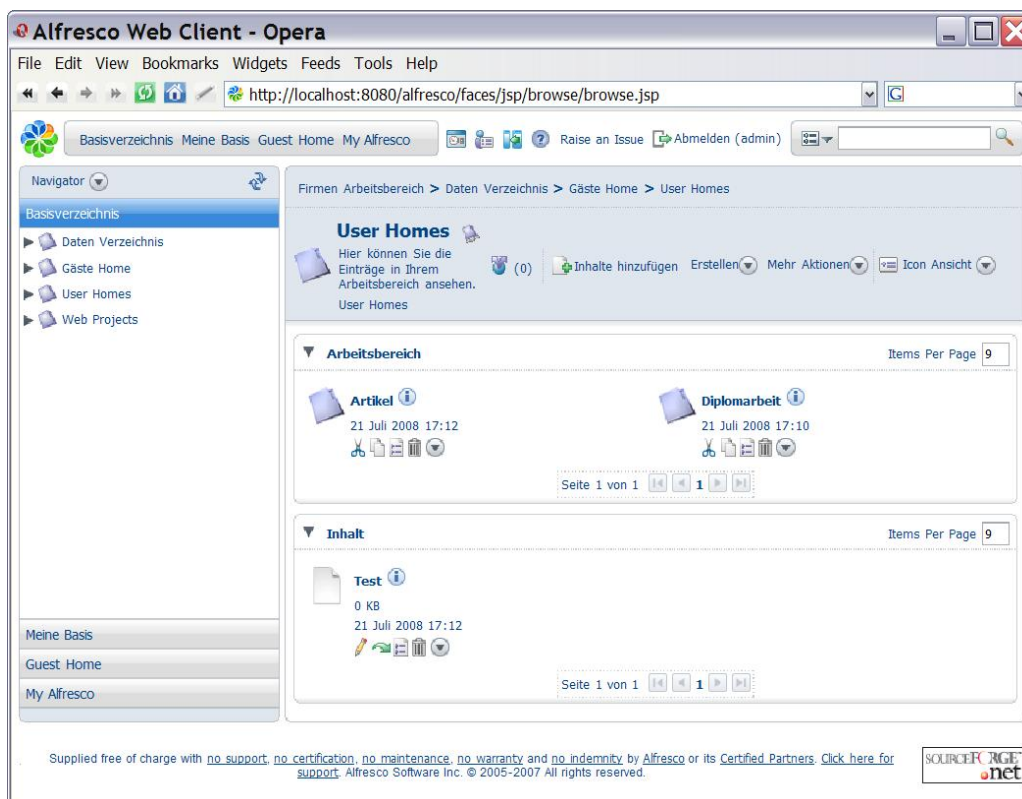 Alfresco Web Client - Opera
File Edit View Bookmarks Widgets Feeds Tools Help
http://localhost:8080/alfresco/faces/jsp/browse/browse.jsp
Basisverzeichnis Meine Basis Guest Home My Alfresco Raise an Issue Abmelden (admin)
Navigator
Basisverzeichnis
Daten Verzeichnis
Gäste Home
User Homes
Web Projects
Meine Basis
Guest Home
My Alfresco
Firmen Arbeitsbereich > Daten Verzeichnis > Gäste Home > User Homes
User Homes
Hier können Sie die
Einträge in Ihrem
Arbeitsbereich ansehen.
User Homes
(0) Inhalte hinzufügen Erstellen Mehr Aktionen Icon Ansicht
Arbeitsbereich Items Per Page 9
Artikel
21 Juli 2008 17:12
Diplomarbeit
21 Juli 2008 17:10
Seite 1 von 1 1
Inhalt Items Per Page 9
Test
0 KB
21 Juli 2008 17:12
Seite 1 von 1 1
Supplied free of charge with no support, no certification, no maintenance, no warranty and no indemnity by Alfresco or its Certified Partners. Click here for
support. Alfresco Software Inc. © 2005-2007 All rights reserved.
SOURCEFORGE
.net